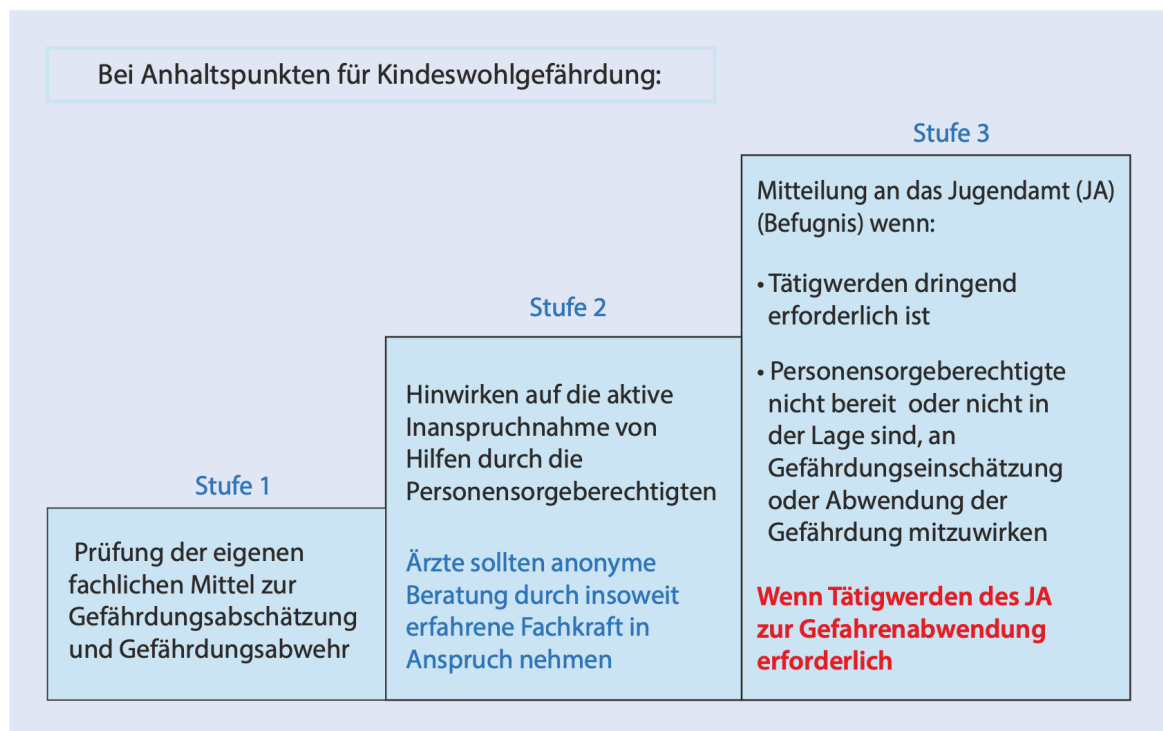 Bei Anhaltspunkten für Kindeswohlgefährdung:
Stufe 1
Prüfung der eigenen
fachlichen Mittel zur
Gefährdungsabschätzung
und Gefährdungsabwehr
Stufe 2
Hinwirken auf die aktive
Inanspruchnahme von
Hilfen durch die
Personensorgeberechtigten
Ärzte sollten anonyme
Beratung durch insoweit
erfahrene Fachkraft in
Anspruch nehmen
Stufe 3
Mitteilung an das Jugendamt (JA)
(Befugnis) wenn:
• Tätigwerden dringend
erforderlich ist
• Personensorgeberechtigte
nicht bereit oder nicht in
der Lage sind, an
Gefährdungseinschätzung
oder Abwendung der
Gefährdung mitzuwirken
Wenn Tätigwerden des JA
zur Gefahrenabwendung
erforderlich